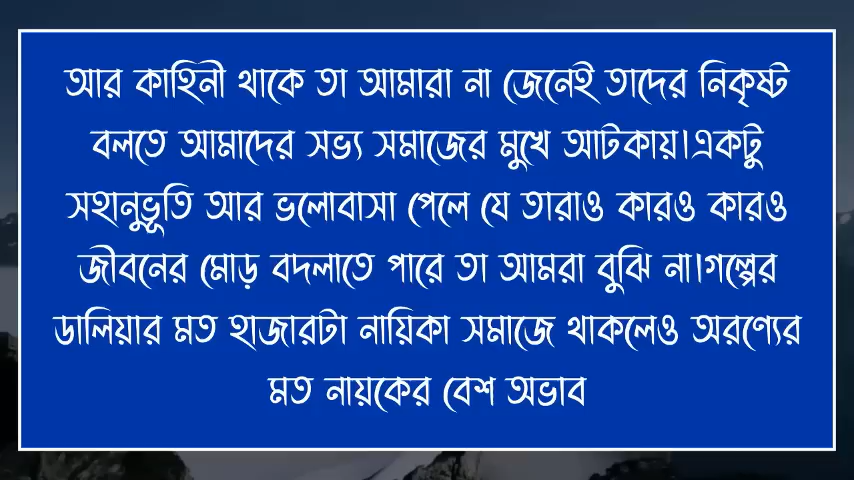 আর কাহিনী থাকে তা আমারা না জেনেই তাদের নিকৃষ্ট
বলতে আমাদের সভ্য সমাজের মুখে আটকায়।একটু
সহানুভূতি আর ভলোবাসা পেলে যে তারাও কারও কারও
জীবনের মোড় বদলাতে পারে তা আমরা বুঝি না।গল্পের
ডালিয়ার মত হাজারটা নায়িকা সমাজে থাকলেও অরণ্যের
মত নায়কের বেশ অভাব